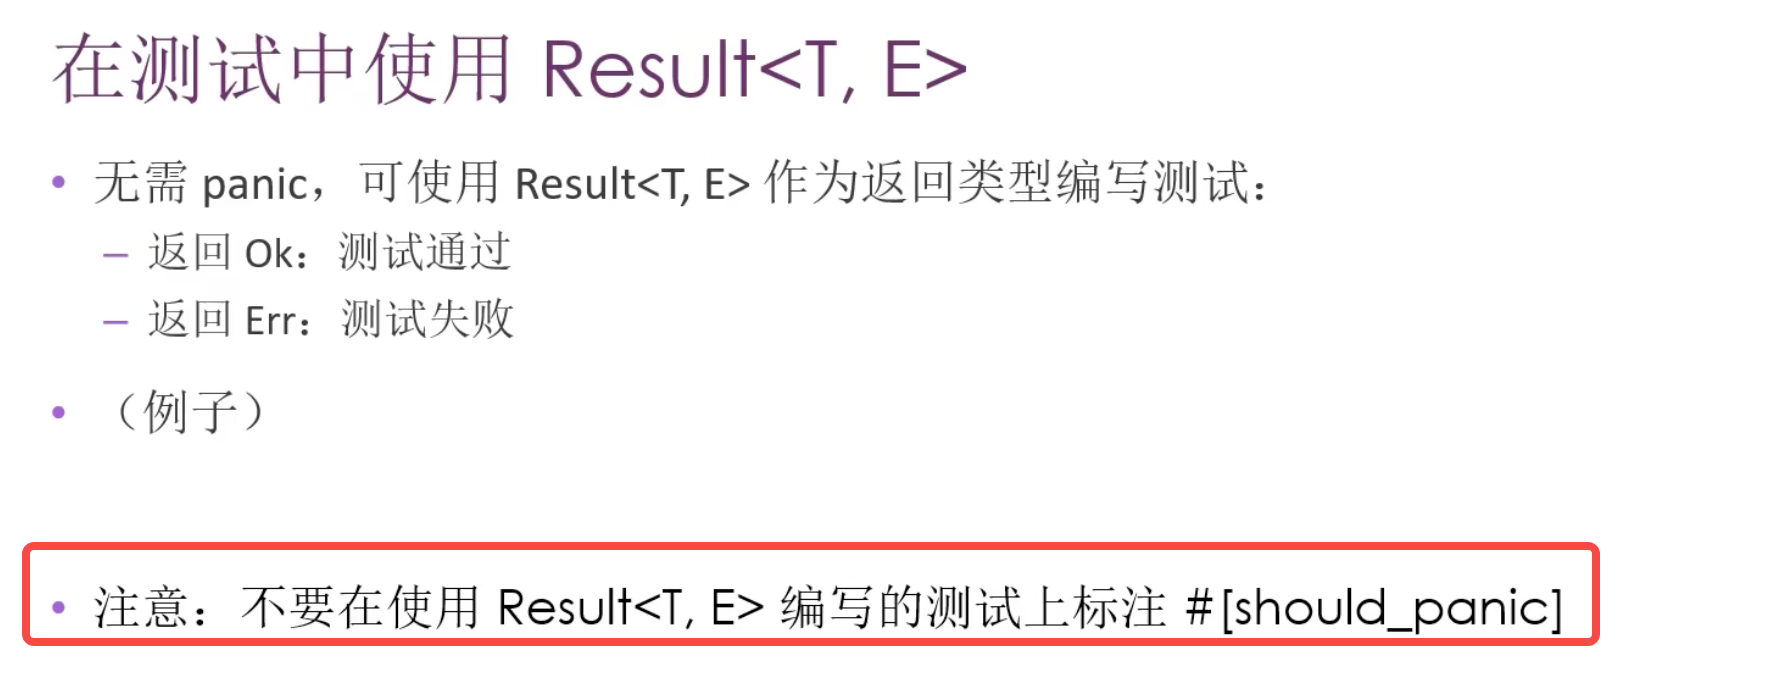 在测试中使用 Result<T, E>
• 无需 panic，可使用 Result<T, E> 作为返回类型编写测试：
– 返回 Ok：测试通过
– 返回 Err：测试失败
• （例子）
• 注意：不要在使用 Result<T, E> 编写的测试上标注 #[should_panic]